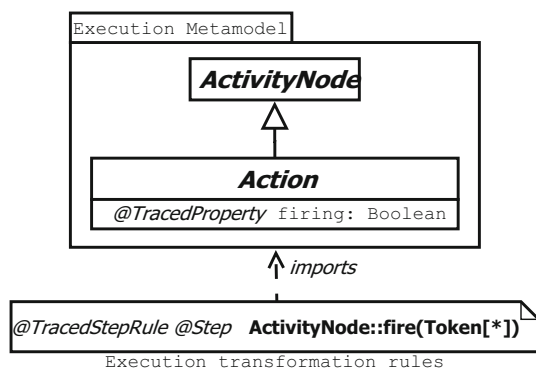 Execution Metamodel
ActivityNode
Action
@TracedProperty firing: Boolean
imports
@TracedStepRule @Step ActivityNode::fire(Token[*])
Execution transformation rules